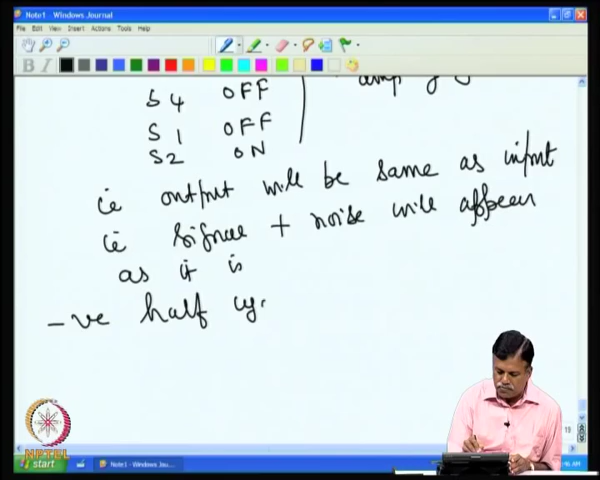 Note1 - Windows Journal
File Edit View Insert Actions Tools Help
B I
S4 OFF
amp
S1 OFF
S2 ON
ie output will be same as input
ie signal + noise will appear
as it is
-ve half cy
19
NPTEL
start
Note1 - Windows Jou...